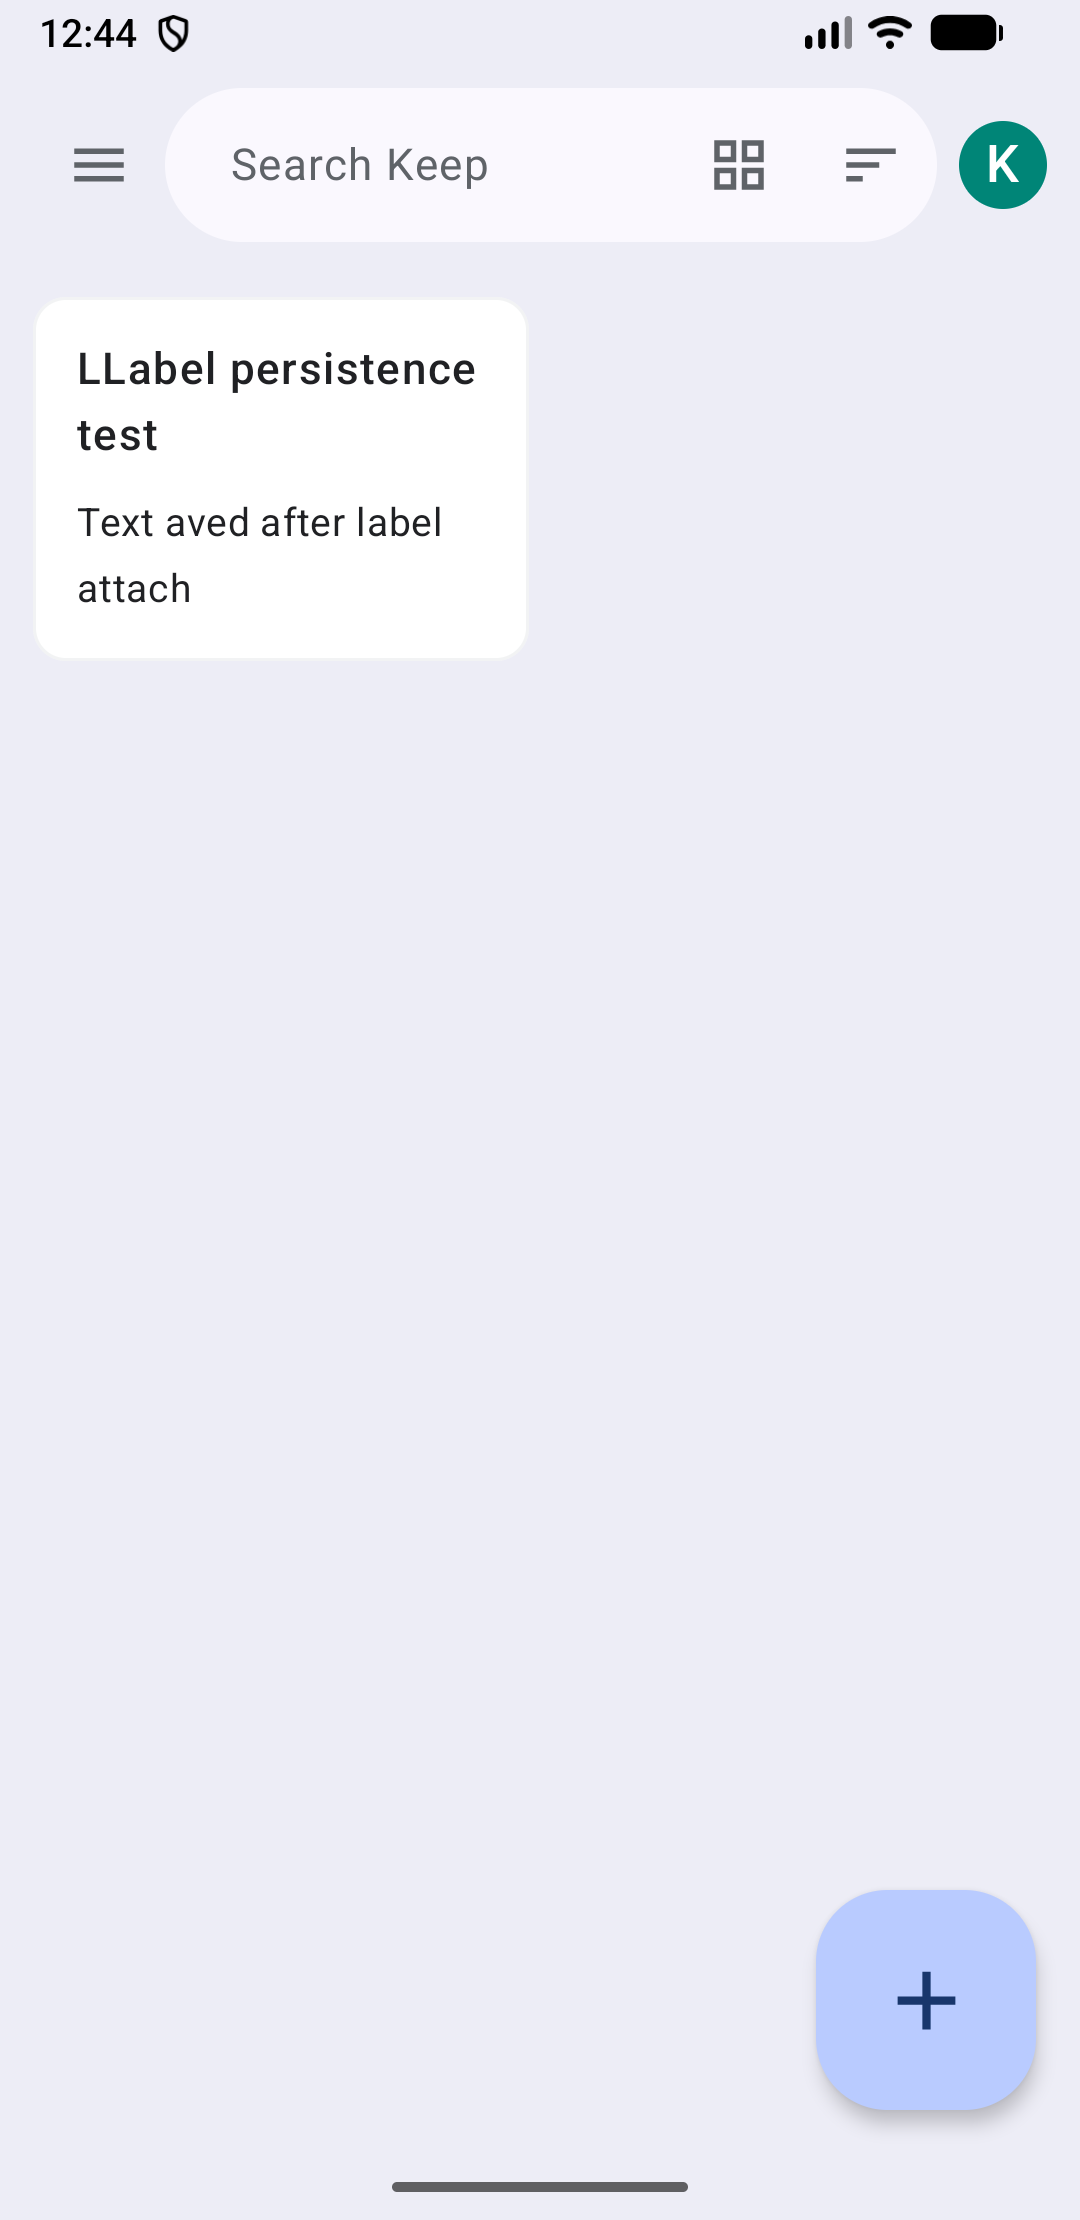 12:44
Search Keep
K
LLabel persistence
test
Text aved after label
attach